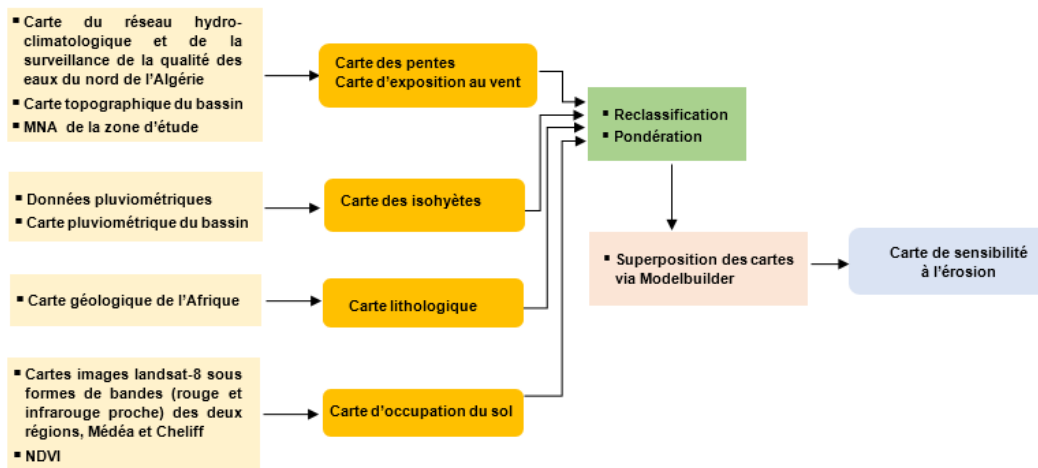 ▪ Carte du réseau hydro-
climatologique et de la
surveillance de la qualité des
eaux du nord de l'Algérie
▪ Carte topographique du bassin
▪ MNA de la zone d'étude
Carte des pentes
Carte d'exposition au vent
▪ Reclassification
▪ Pondération
▪ Données pluviométriques
▪ Carte pluviométrique du bassin
Carte des isohyètes
▪ Superposition des cartes
via Modelbuilder
Carte de sensibilité
à l'érosion
▪ Carte géologique de l'Afrique
Carte lithologique
▪ Cartes images landsat-8 sous
formes de bandes (rouge et
infrarouge proche) des deux
régions, Médéa et Cheliff
▪ NDVI
Carte d'occupation du sol